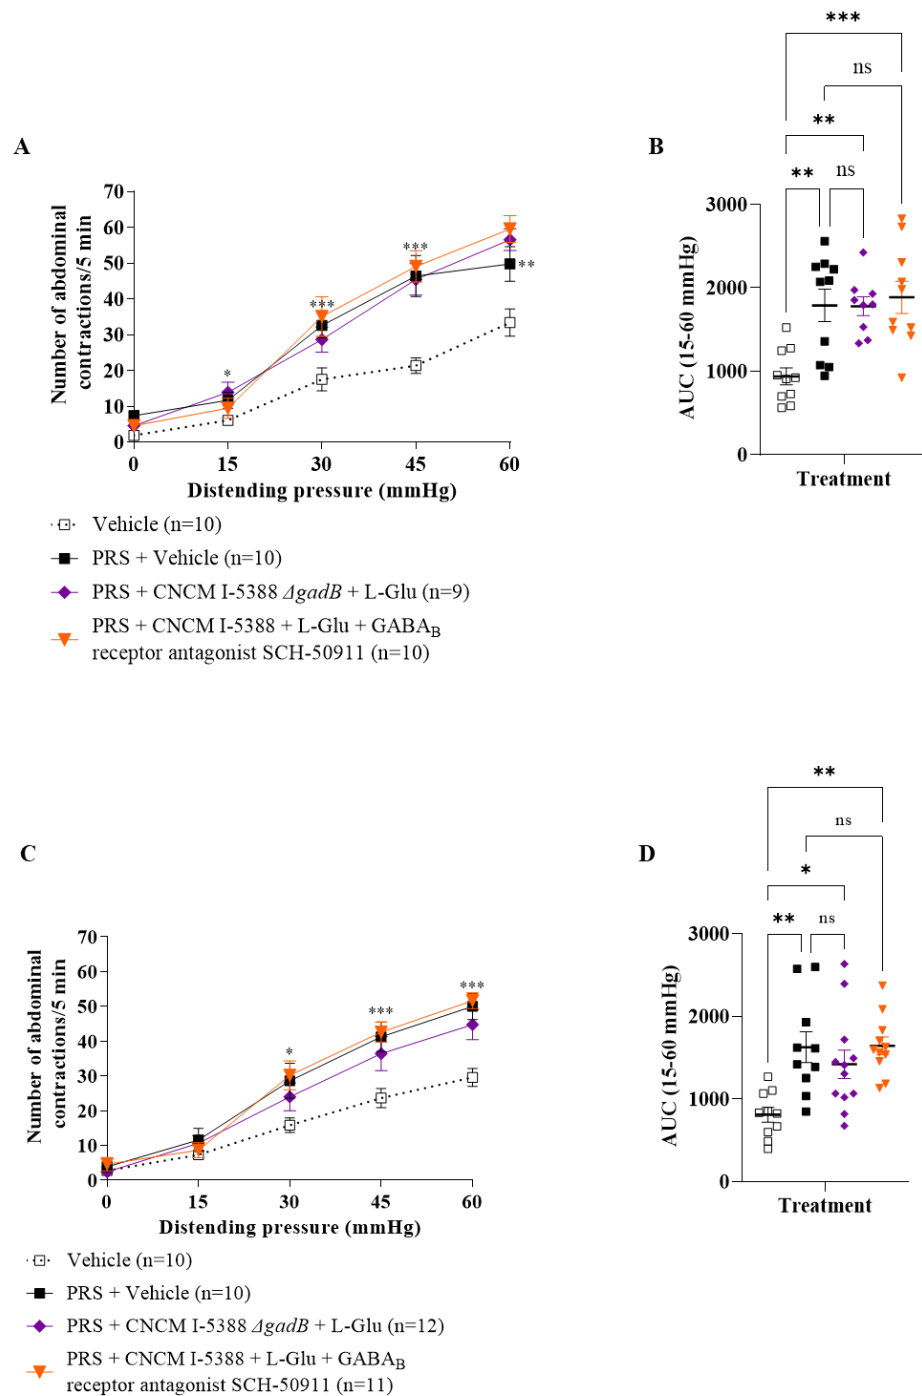 A
Number of abdominal
contractions/5 min
70
60
50
40
30
20
10
0
*
***
***
**
0 15 30 45 60
Distending pressure (mmHg)
Vehicle (n=10)
PRS + Vehicle (n=10)
PRS + CNCM I-5388 ΔgadB + L-Glu (n=9)
PRS + CNCM I-5388 + L-Glu + GABAB
receptor antagonist SCH-50911 (n=10)
B
***
ns
**
** ns
AUC (15-60 mmHg)
3000
2000
1000
0
Treatment
C
Number of abdominal
contractions/5 min
70
60
50
40
30
20
10
0
*
***
***
0 15 30 45 60
Distending pressure (mmHg)
Vehicle (n=10)
PRS + Vehicle (n=10)
PRS + CNCM I-5388 ΔgadB + L-Glu (n=12)
PRS + CNCM I-5388 + L-Glu + GABAB
receptor antagonist SCH-50911 (n=11)
D
**
ns
*
** ns
AUC (15-60 mmHg)
3000
2000
1000
0
Treatment